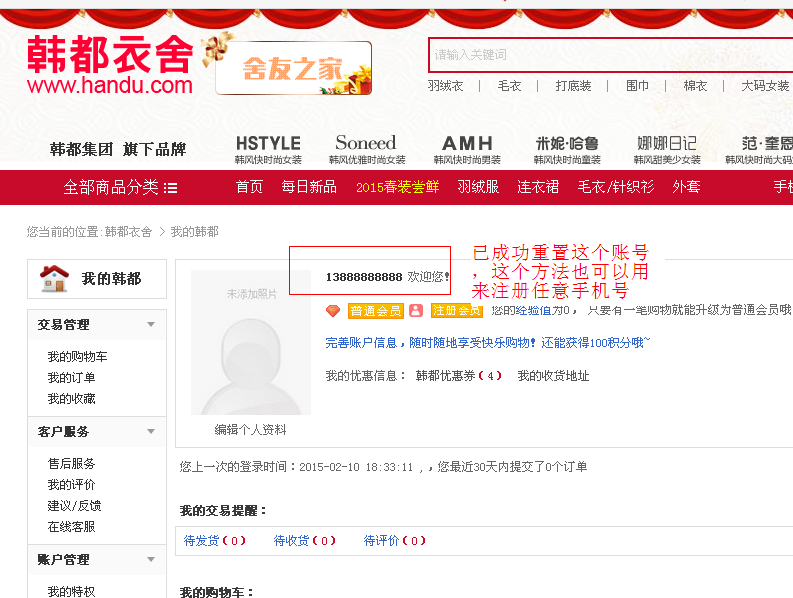 韩都衣舍
www.handu.com
舍友之家
请输入关键词
羽绒衣 | 毛衣 | 打底装 | 围巾 | 棉衣 | 大码女装
韩都集团 旗下品牌
HSTYLE Soneed AMH 米妮·哈鲁 娜娜日记 范·奎恩
韩风快时尚女装 韩风优雅时尚女装 韩风快时尚男装 韩风快时尚童装 韩风甜美少女装 韩风快时尚大码
全部商品分类 首页 每日新品 2015春装尝鲜 羽绒服 连衣裙 毛衣/针织衫 外套 手
您当前的位置:韩都衣舍 > 我的韩都
已成功重置这个账号
，这个方法也可以用
来注册任意手机号
我的韩都
13888888888 欢迎您!
未添加照片
普通会员 注册会员 您的经验值为0， 只要有一笔购物就能升级为普通会员哦
交易管理
完善账户信息，随时随地享受快乐购物! 还能获得100积分哦~
我的购物车
我的订单
我的优惠信息： 韩都优惠券(4) 我的收货地址
我的收藏
编辑个人资料
客户服务
售后服务
您上一次的登录时间：2015-02-10 18:33:11 ，，您最近30天内提交了0个订单
我的评价
建议/反馈
我的交易提醒：
在线客服
待发货(0) 待收货(0) 待评价(0)
账户管理
我的特权
我的购物车：